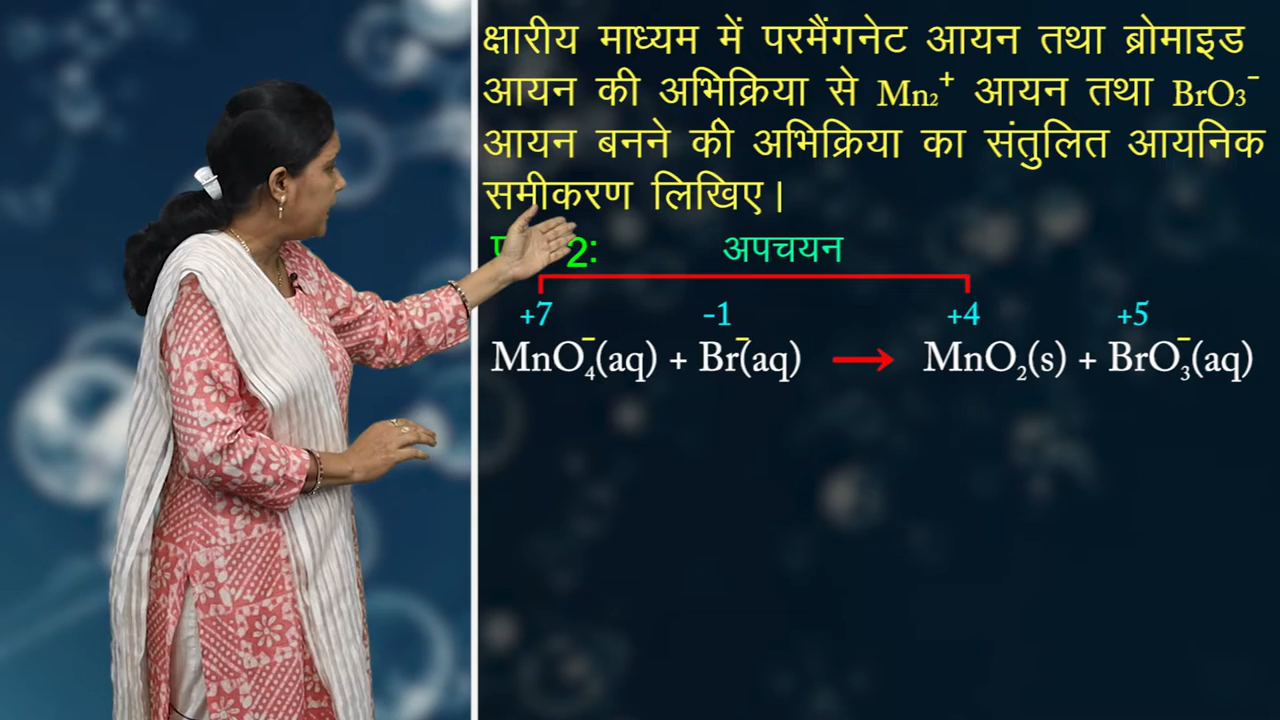 क्षारीय माध्यम में परमैंगनेट आयन तथा ब्रोमाइड
आयन की अभिक्रिया से Mn₂⁺ आयन तथा BrO₃⁻
आयन बनने की अभिक्रिया का संतुलित आयनिक
समीकरण लिखिए।
2: अपचयन
+7 -1 +4 +5
MnO₄⁻(aq) + Br⁻(aq) → MnO₂(s) + BrO₃⁻(aq)